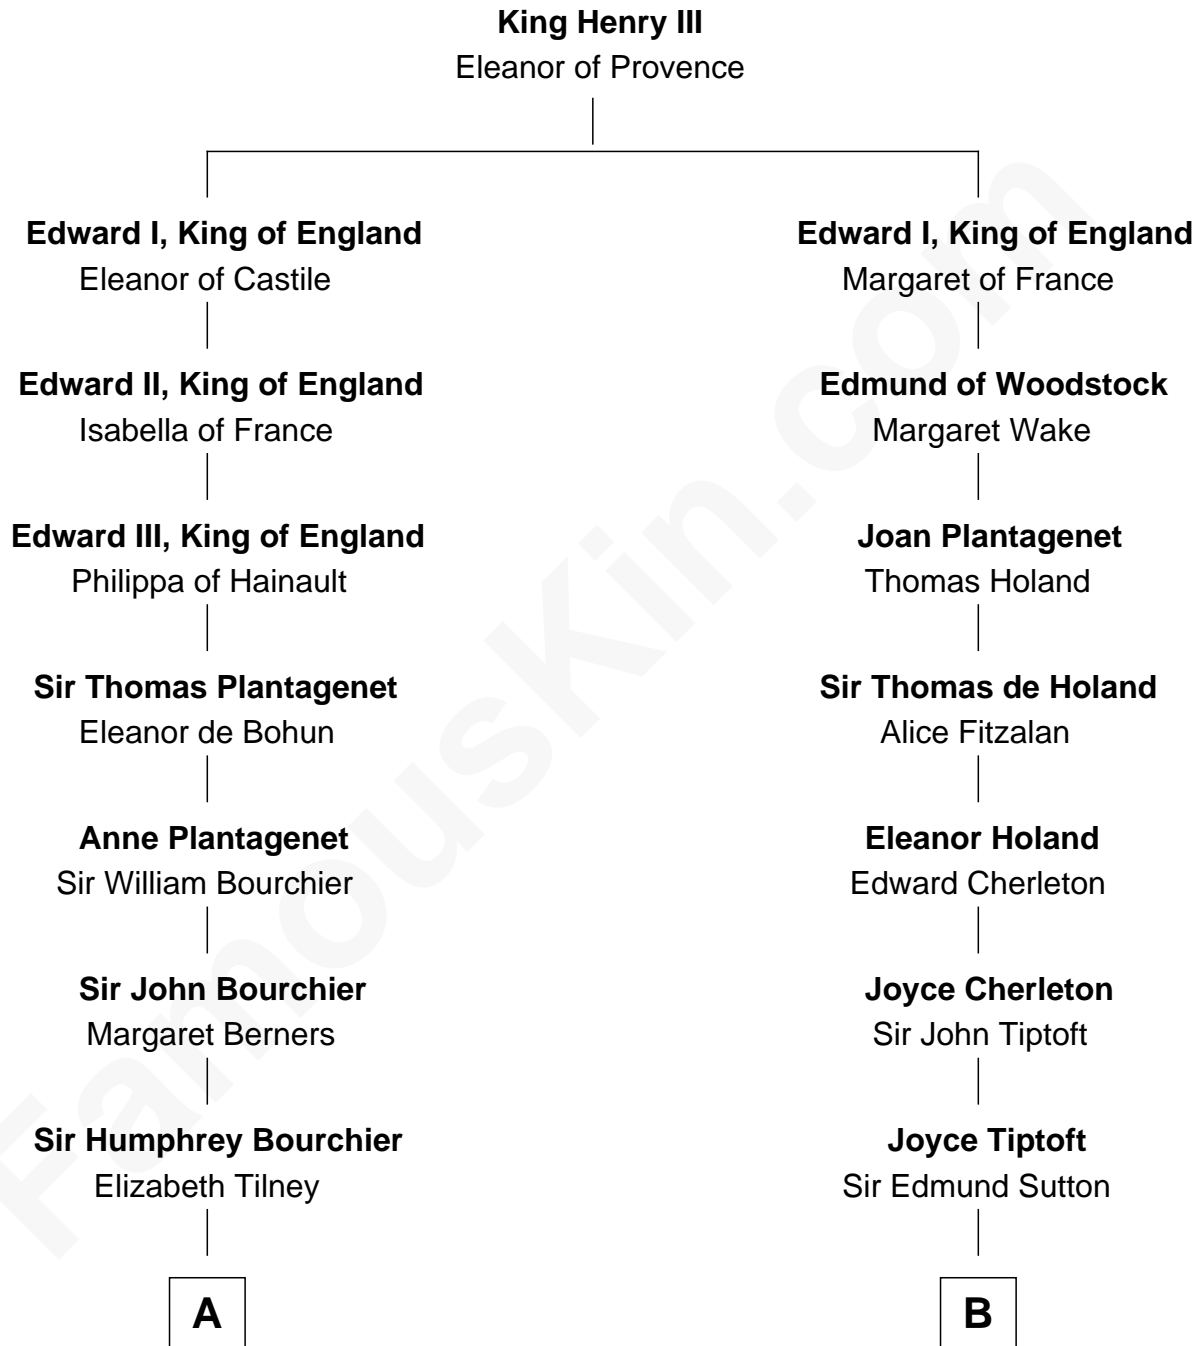 King Henry III
Eleanor of Provence
Edward I, King of England
Eleanor of Castile
Edward I, King of England
Margaret of France
Edward II, King of England
Isabella of France
Edmund of Woodstock
Margaret Wake
Edward III, King of England
Philippa of Hainault
Joan Plantagenet
Thomas Holand
Sir Thomas Plantagenet
Eleanor de Bohun
Sir Thomas de Holand
Alice Fitzalan
Anne Plantagenet
Sir William Bourchier
Eleanor Holand
Edward Cherleton
Sir John Bourchier
Margaret Berners
Joyce Cherleton
Sir John Tiptoft
Sir Humphrey Bourchier
Elizabeth Tilney
Joyce Tiptoft
Sir Edmund Sutton
A
B
FamousKin.com